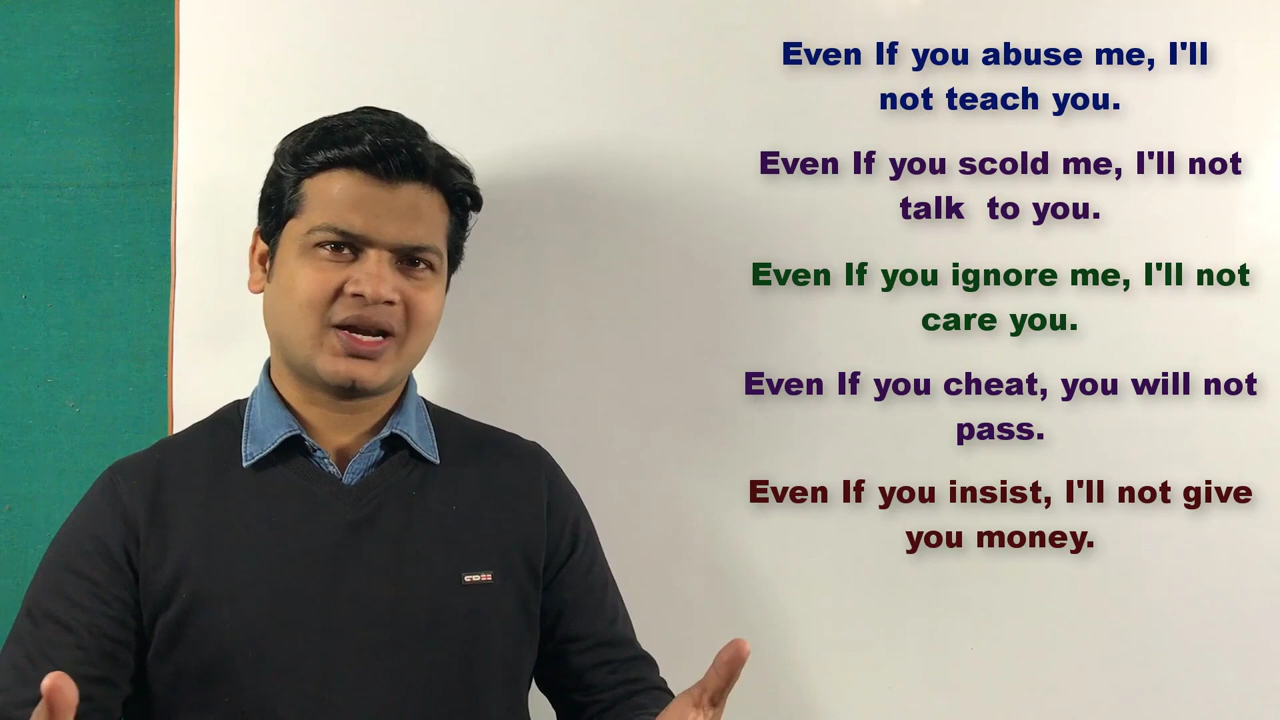 Even If you abuse me, I'll
not teach you.
Even If you scold me, I'll not
talk to you.
Even If you ignore me, I'll not
care you.
Even If you cheat, you will not
pass.
Even If you insist, I'll not give
you money.